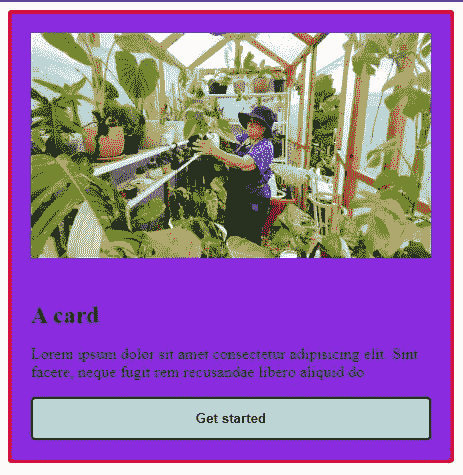 A card
Lorem ipsum dolor sit amet consectetur adipisicing elit. Sint
facere, neque fugit rem recusandae libero aliquid do
Get started